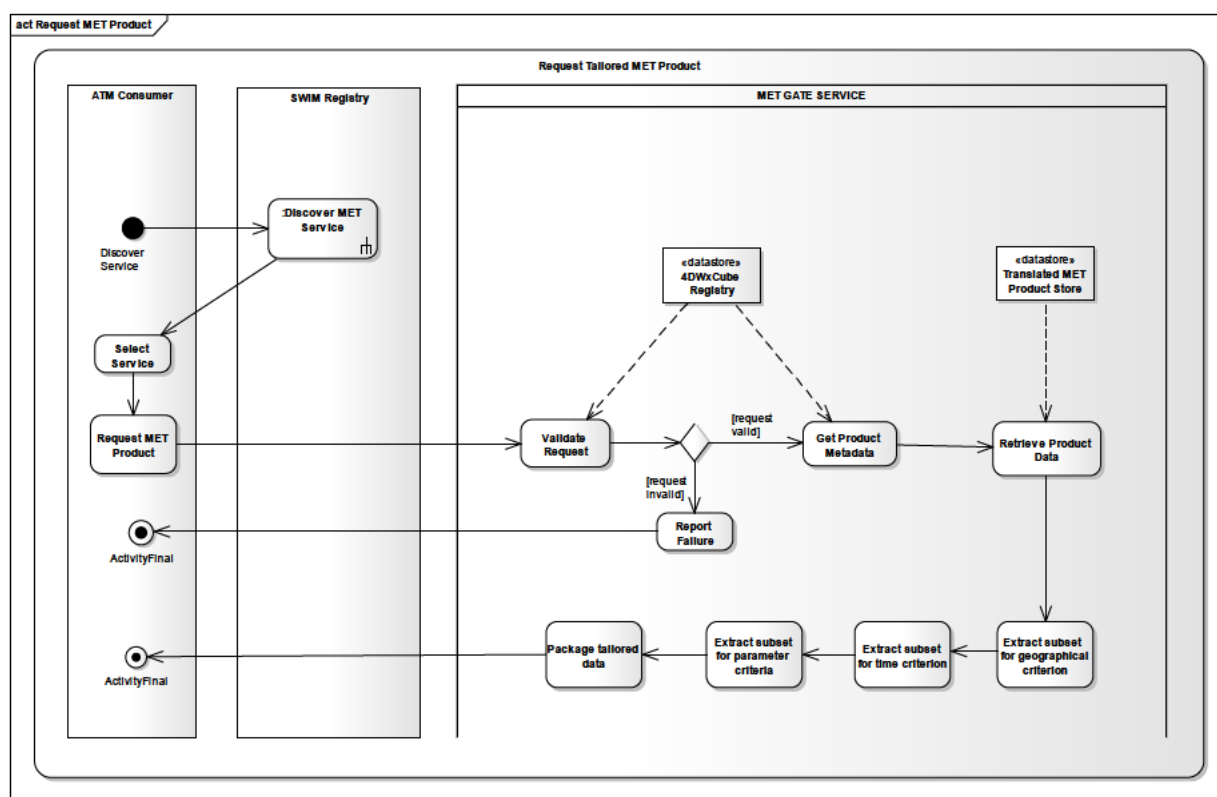 act Request MET Product
Request Tailored MET Product
ATM Consumer
SWIM Registry
MET GATE SERVICE
:Discover MET
Service
Discover
Service
«datastore»
4DWxCube
Registry
«datastore»
Translated MET
Product Store
Select
Service
Request MET
Product
Validate
Request
[request
valid]
Get Product
Metadata
Retrieve Product
Data
[request
invalid]
Report
Failure
ActivityFinal
Package tailored
data
Extract subset
for parameter
criteria
Extract subset
for time criterion
Extract subset
for geographical
criterion
ActivityFinal